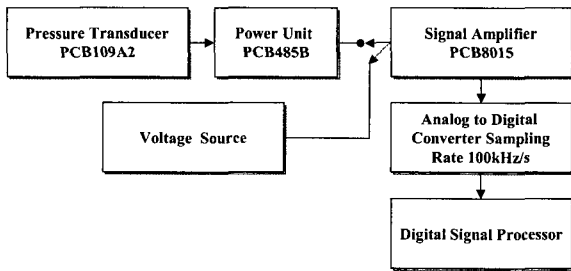 Pressure Transducer
PCB109A2
Power Unit
PCB485B
Signal Amplifier
PCB8015
Voltage Source
Analog to Digital
Converter Sampling
Rate 100kHz/s
Digital Signal Processor